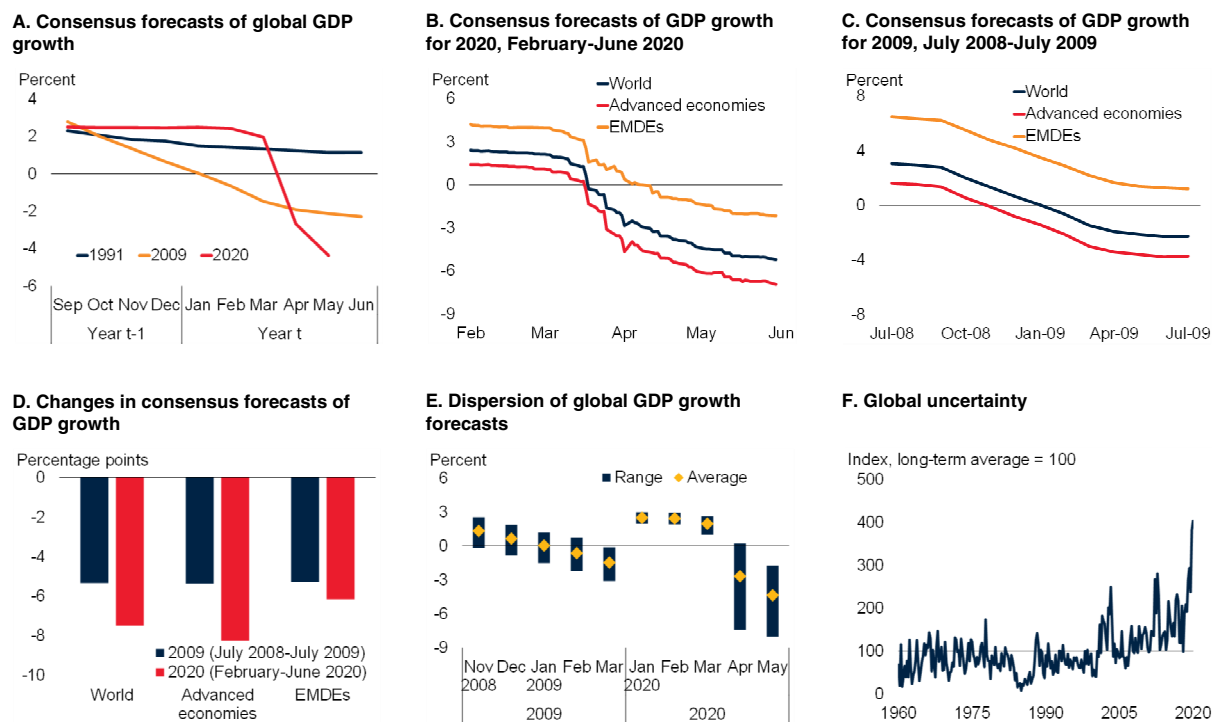 A. Consensus forecasts of global GDP
growth
Percent
4
2
0
-2
-4
-6
1991 2009 2020
Sep Oct Nov Dec Jan Feb Mar Apr May Jun
Year t-1 Year t
B. Consensus forecasts of GDP growth
for 2020, February-June 2020
Percent
6
3
0
-3
-6
-9
World
Advanced economies
EMDEs
Feb Mar Apr May Jun
C. Consensus forecasts of GDP growth
for 2009, July 2008-July 2009
Percent
8
4
0
-4
-8
World
Advanced economies
EMDEs
Jul-08 Oct-08 Jan-09 Apr-09 Jul-09
D. Changes in consensus forecasts of
GDP growth
Percentage points
0
-2
-4
-6
-8
-10
2009 (July 2008-July 2009)
2020 (February-June 2020)
World Advanced EMDEs
economies
E. Dispersion of global GDP growth
forecasts
Percent
6
3
0
-3
-6
-9
Range Average
Nov Dec Jan Feb Mar Jan Feb Mar Apr May
2008 2009 2020
2009 2020
F. Global uncertainty
Index, long-term average = 100
500
400
300
200
100
0
1960 1975 1990 2005 2020